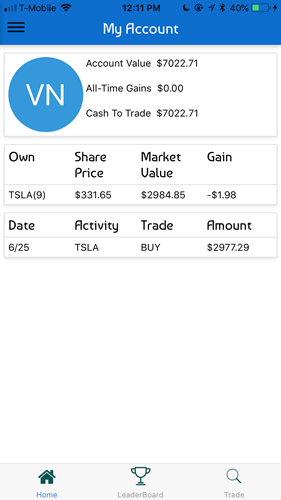 T-Mobile 12:11 PM 40%
My Account
VN
Account Value $7022.71
All-Time Gains $0.00
Cash To Trade $7022.71
Own Share Price Market Value Gain
TSLA(9) $331.65 $2984.85 -$1.98
Date Activity Trade Amount
6/25 TSLA BUY $2977.29
Home LeaderBoard Trade